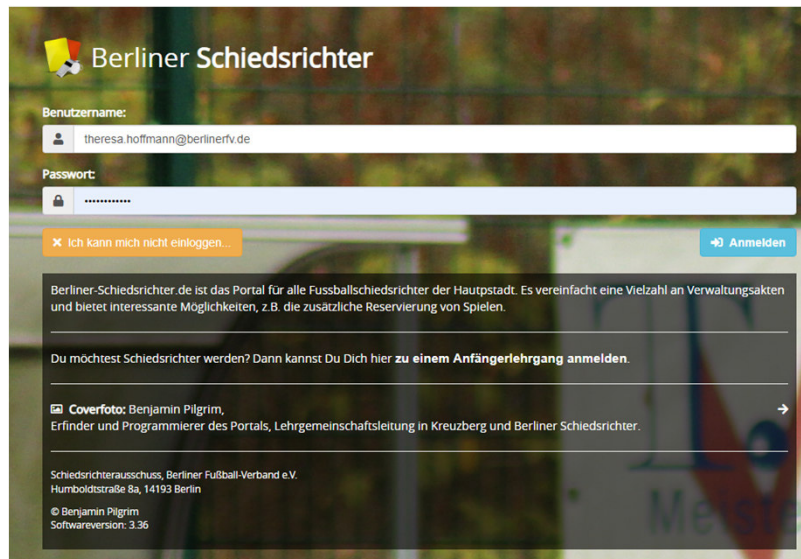 Berliner Schiedsrichter
Benutzername:
theresa.hoffmann@berlinerfv.de
Passwort:
••••••••••••
Ich kann mich nicht einloggen...
Anmelden
Berliner-Schiedsrichter.de ist das Portal für alle Fussballschiedsrichter der Hautpstadt. Es vereinfacht eine Vielzahl an Verwaltungsakten
und bietet interessante Möglichkeiten, z.B. die zusätzliche Reservierung von Spielen.
Du möchtest Schiedsrichter werden? Dann kannst Du Dich hier zu einem Anfängerlehrgang anmelden.
Coverfoto: Benjamin Pilgrim,
Erfinder und Programmierer des Portals, Lehrgemeinschaftsleitung in Kreuzberg und Berliner Schiedsrichter.
Schiedsrichterausschuss, Berliner Fußball-Verband e.V.
Humboldtstraße 8a, 14193 Berlin
© Benjamin Pilgrim
Softwareversion: 3.36